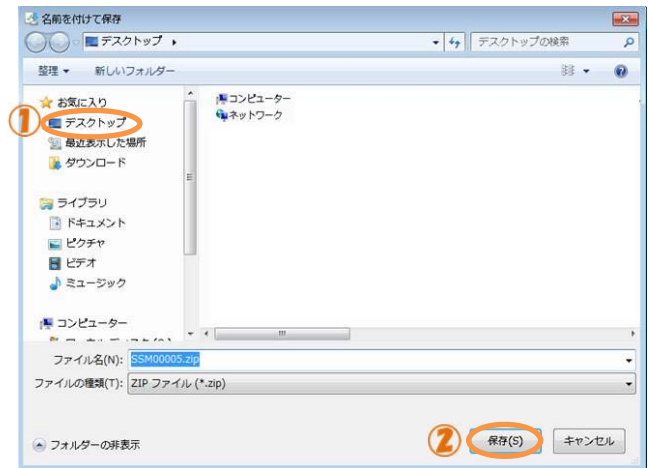 名前を付けて保存
デスクトップ
デスクトップの検索
整理
新しいフォルダー
お気に入り
① デスクトップ
最近表示した場所
ダウンロード
ライブラリ
ドキュメント
ピクチャ
ビデオ
ミュージック
コンピューター
コンピューター
ネットワーク
ファイル名(N): SSM00005.zip
ファイルの種類(T): ZIP ファイル (*.zip)
フォルダーの非表示
② 保存(S)
キャンセル